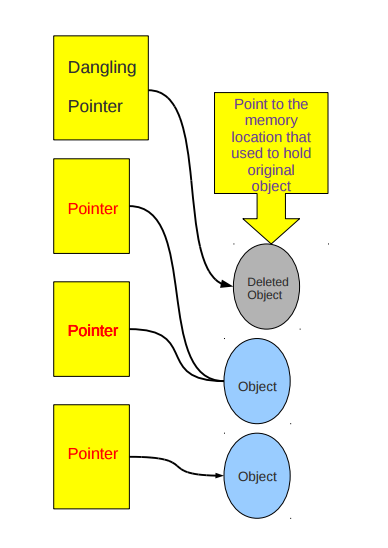 Dangling
Pointer
Point to the
memory
location that
used to hold
original
object
Pointer
Deleted
Object
Pointer
Object
Pointer
Object